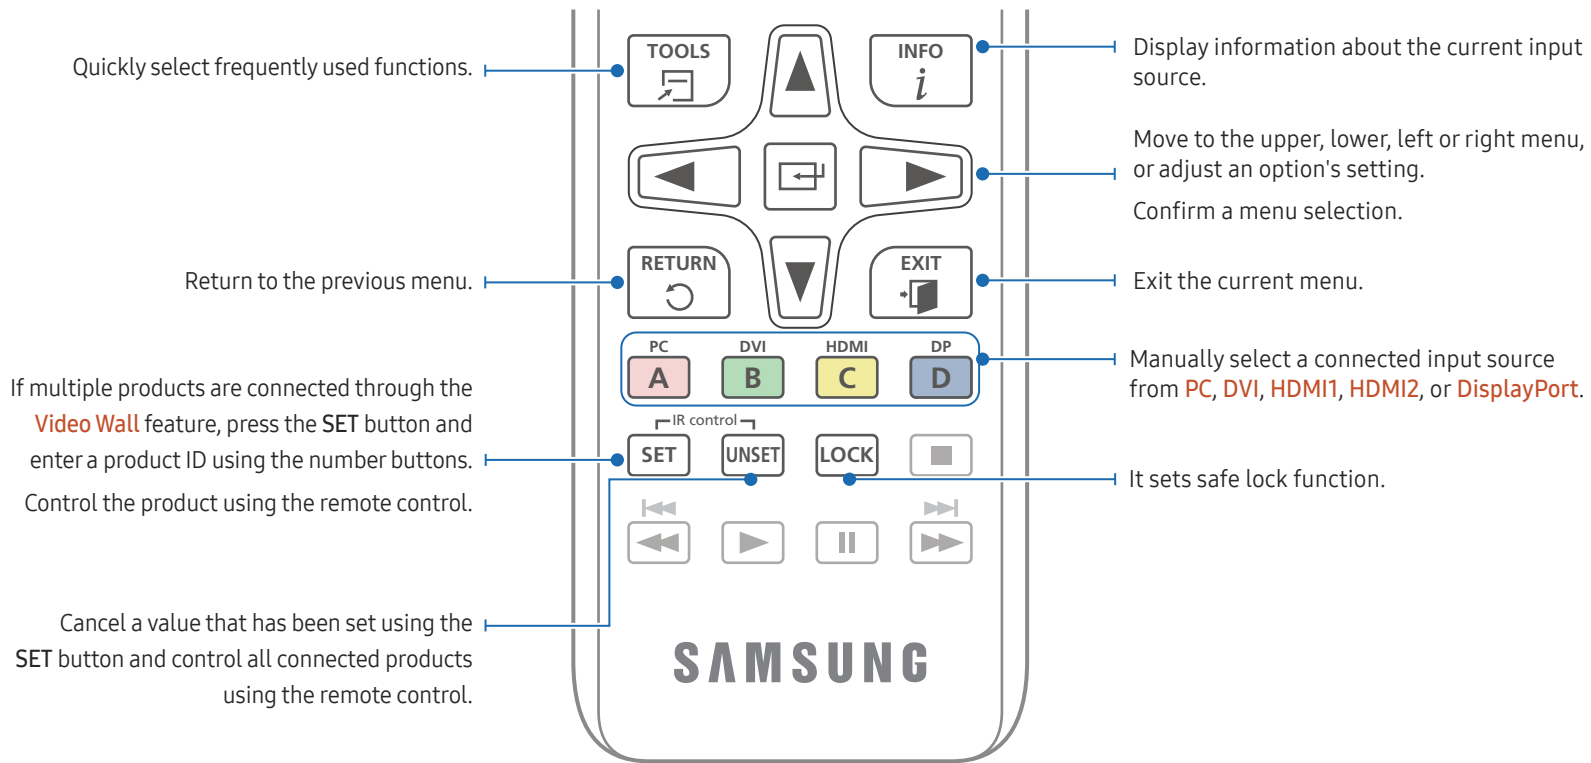 Quickly select frequently used functions.
Return to the previous menu.
If multiple products are connected through the
Video Wall feature, press the SET button and
enter a product ID using the number buttons.
Control the product using the remote control.
Cancel a value that has been set using the
SET button and control all connected products
using the remote control.
TOOLS
INFO
i
RETURN
EXIT
PC
DVI
HDMI
DP
A
B
C
D
IR control
SET
UNSET
LOCK
SAMSUNG
Display information about the current input
source.
Move to the upper, lower, left or right menu,
or adjust an option's setting.
Confirm a menu selection.
Exit the current menu.
Manually select a connected input source
from PC, DVI, HDMI1, HDMI2, or DisplayPort.
It sets safe lock function.